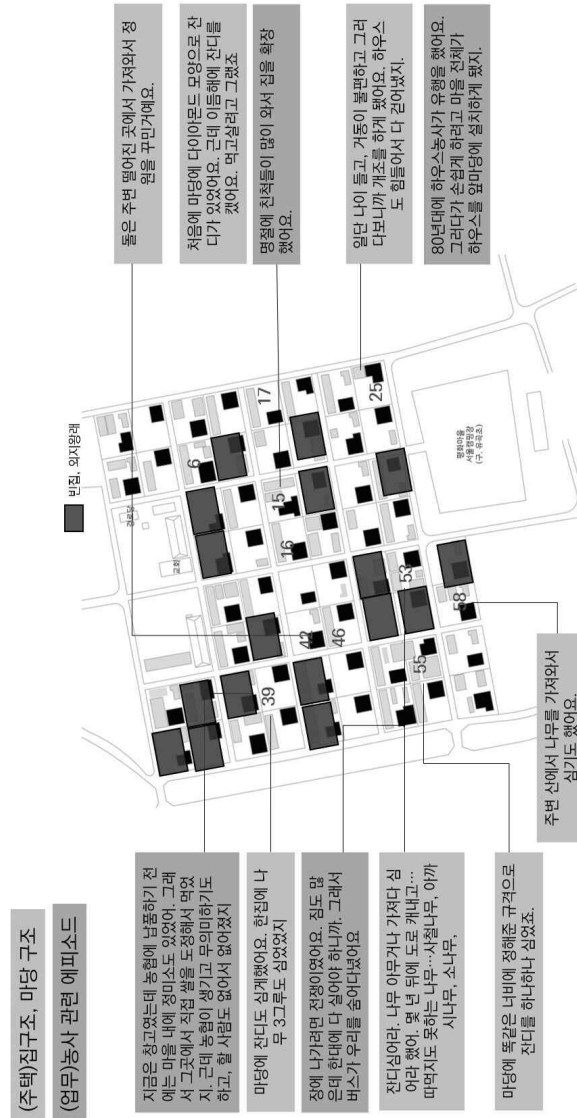 (주택)집구조, 마당 구조
(업무)농사 관련 에피소드
지금은 창고였는데 농협에 납품하기 전
에는 마을 내에 정미소도 있었어. 그래
서 그곳에서 직접 쌀을 도정해서 먹었
지. 근데 농협이 생기고 무의미하기도
하고, 할 사람도 없어서 없어졌지
마당에 잔디도 심게했어요. 한집에 나
무 3그루도 심었었지
장에 나가려면 전쟁이였어요. 짐도 많
은데 한대에 다 실어야 하니까. 그래서
버스가 우리를 숨어다녔어요
잔디심어라. 나무 아무거나 가져다 심
어라 했어. 몇 년 뒤에 도로 캐내고…
따먹지도 못하는 나무…사철나무, 아까
시나무, 소나무,
마당에 똑같은 너비에 정해준 규격으로
잔디를 하나하나 심었죠.
주변 산에서 나무를 가져와서
심기도 했어요.
빈집, 외지왕래
경로당
교회
평화마을
서울캠핑장
(구. 유곡초)
6
17
15
16
25
42
46
39
53
55
58
돌은 주변 떨어진 곳에서 가져와서 정
원을 꾸민거예요.
처음에 마당에 다이아몬드 모양으로 잔
디가 있었어요. 근데 이듬해에 잔디를
캤어요. 먹고살려고 그랬죠
명절에 친척들이 많이 와서 집을 확장
했어요.
일단 나이 들고, 거동이 불편하고 그러
다보니까 개조를 하게 됐어요. 하우스
도 힘들어서 다 걷어냈지.
80년대에 하우스농사가 유행을 했어요.
그러다가 손쉽게 하려고 마을 전체가
하우스를 앞마당에 설치하게 됐지.